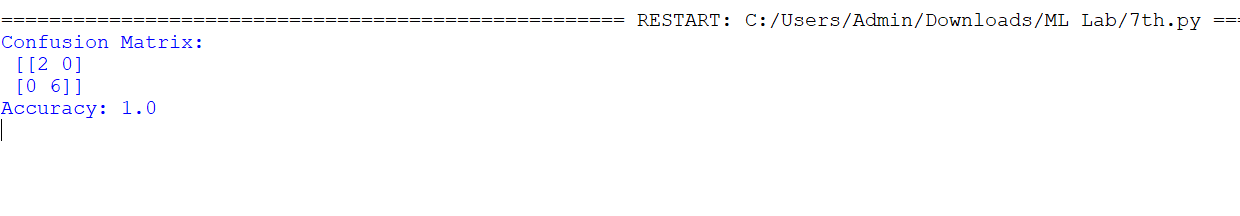 ==================================================== RESTART: C:/Users/Admin/Downloads/ML Lab/7th.py ===
Confusion Matrix:
 [[2 0]
 [0 6]]
Accuracy: 1.0